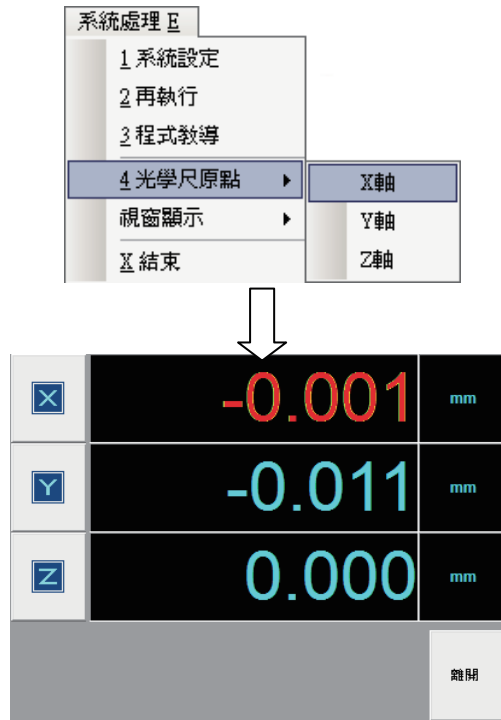 系統處理 E
1 系統設定
2 再執行
3 程式教導
4 光學尺原點
X軸
視窗顯示
Y軸
X 結束
Z軸
X -0.001 mm
Y -0.011 mm
Z 0.000 mm
離開